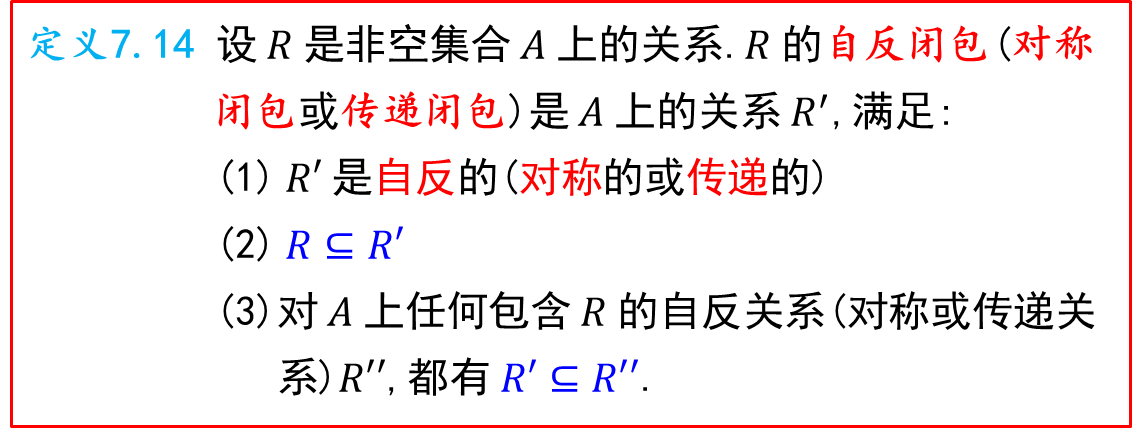 定义7.14 设 R 是非空集合 A 上的关系. R 的自反闭包(对称
闭包或传递闭包)是 A 上的关系 R′, 满足:
(1) R′ 是自反的(对称的或传递的)
(2) R ⊆ R′
(3) 对 A 上任何包含 R 的自反关系(对称或传递关
系) R′′, 都有 R′ ⊆ R′′.